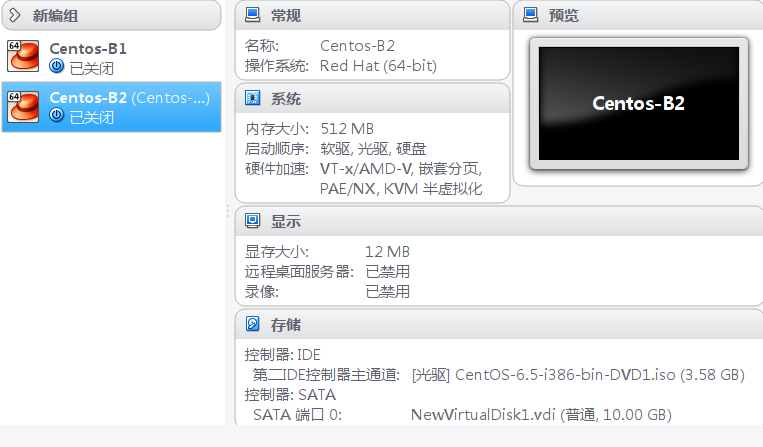 新编组
64
Centos-B1
已关闭
64
Centos-B2 (Centos-...)
已关闭
常规
名称: Centos-B2
操作系统: Red Hat (64-bit)
系统
内存大小: 512 MB
启动顺序: 软驱, 光驱, 硬盘
硬件加速: VT-x/AMD-V, 嵌套分页,
PAE/NX, KVM 半虚拟化
预览
Centos-B2
显示
显存大小: 12 MB
远程桌面服务器: 已禁用
录像: 已禁用
存储
控制器: IDE
第二IDE控制器主通道: [光驱] CentOS-6.5-i386-bin-DVD1.iso (3.58 GB)
控制器: SATA
SATA 端口 0: NewVirtualDisk1.vdi (普通, 10.00 GB)